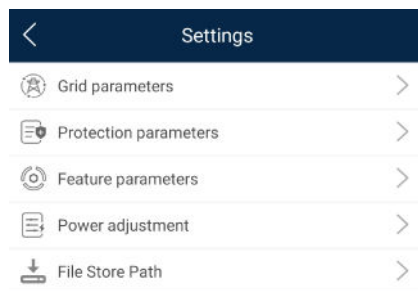 Settings
Grid parameters
Protection parameters
Feature parameters
Power adjustment
File Store Path